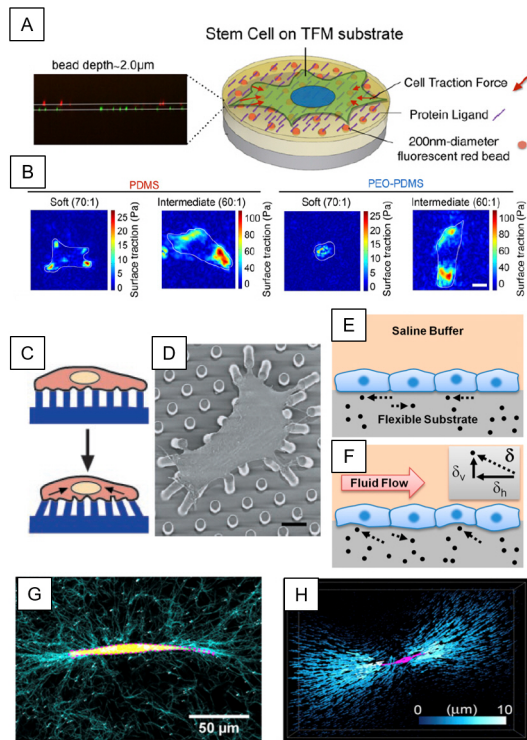 A
Stem Cell on TFM substrate
bead depth~2.0μm
Cell Traction Force
Protein Ligand
200nm-diameter
fluorescent red bead
B
PDMS
PEO-PDMS
Soft (70:1)
Intermediate (60:1)
Soft (70:1)
Intermediate (60:1)
25
20
15
10
5
0
Surface traction (Pa)
100
80
60
40
20
0
Surface traction (Pa)
25
20
15
10
5
0
Surface traction (Pa)
100
80
60
40
20
0
Surface traction (Pa)
C
D
E
Saline Buffer
Flexible Substrate
F
Fluid Flow
δ
δv
δh
G
50 μm
H
0 (μm) 10